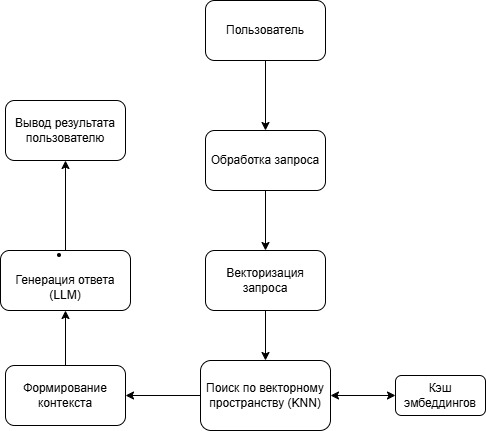 Пользователь
Вывод результата
пользователю
Обработка запроса
Генерация ответа
(LLM)
Векторизация
запроса
Формирование
контекста
Поиск по векторному
пространству (KNN)
Кэш
эмбеддингов